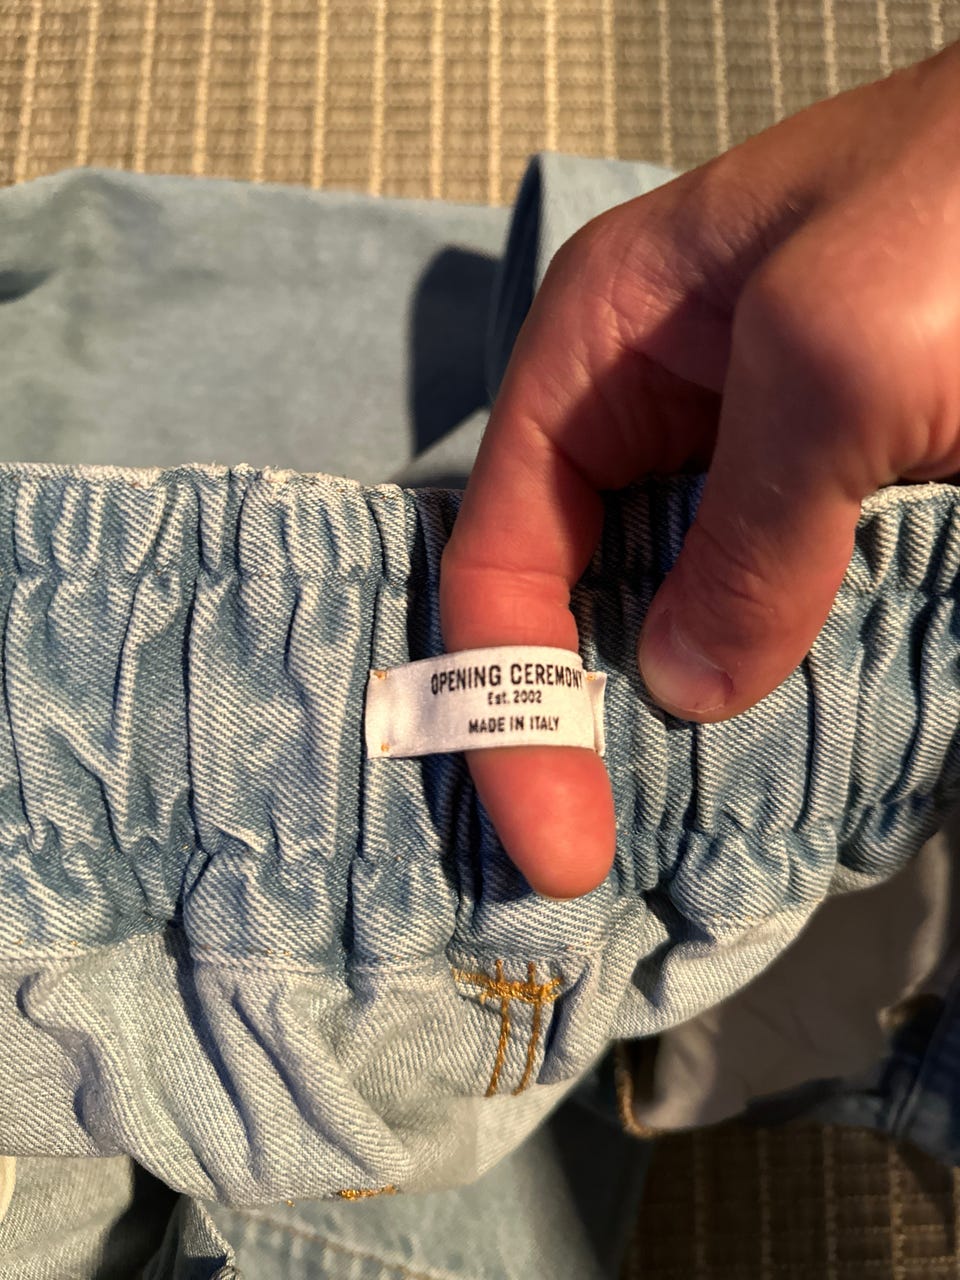 OPENING CEREMONY
Est. 2002
MADE IN ITALY